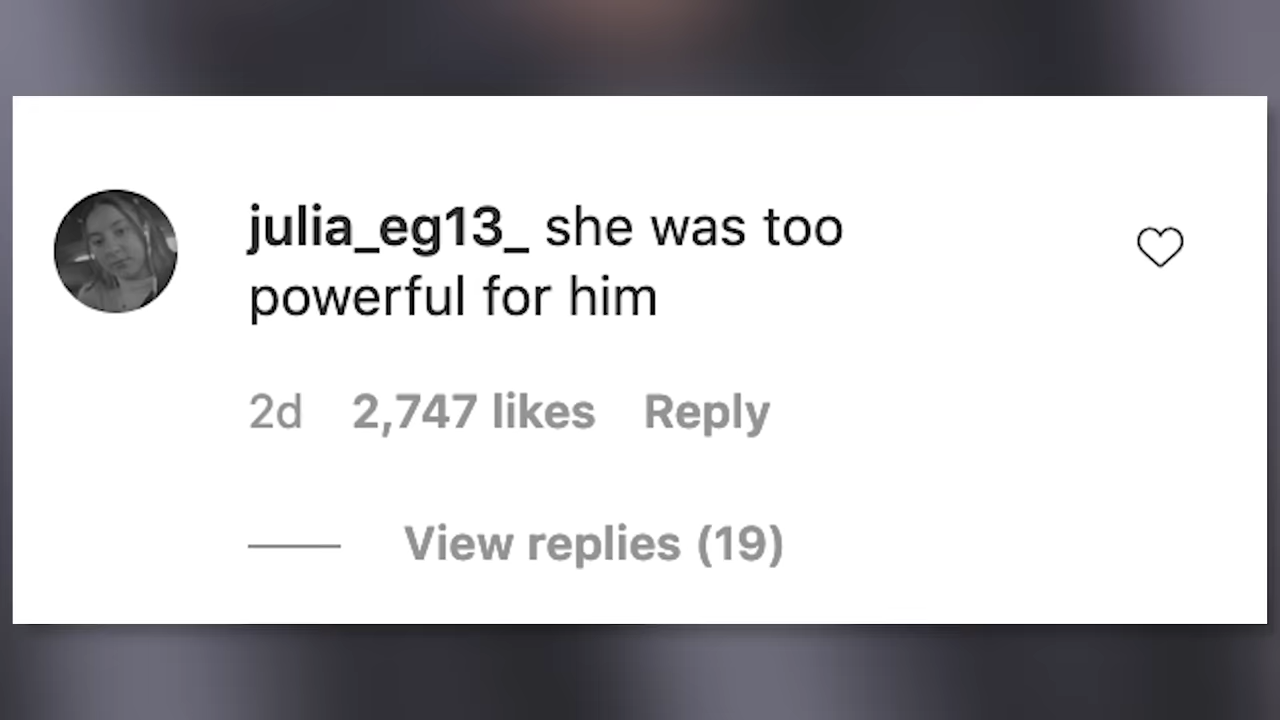 julia_eg13_ she was too
powerful for him
2d 2,747 likes Reply
View replies (19)